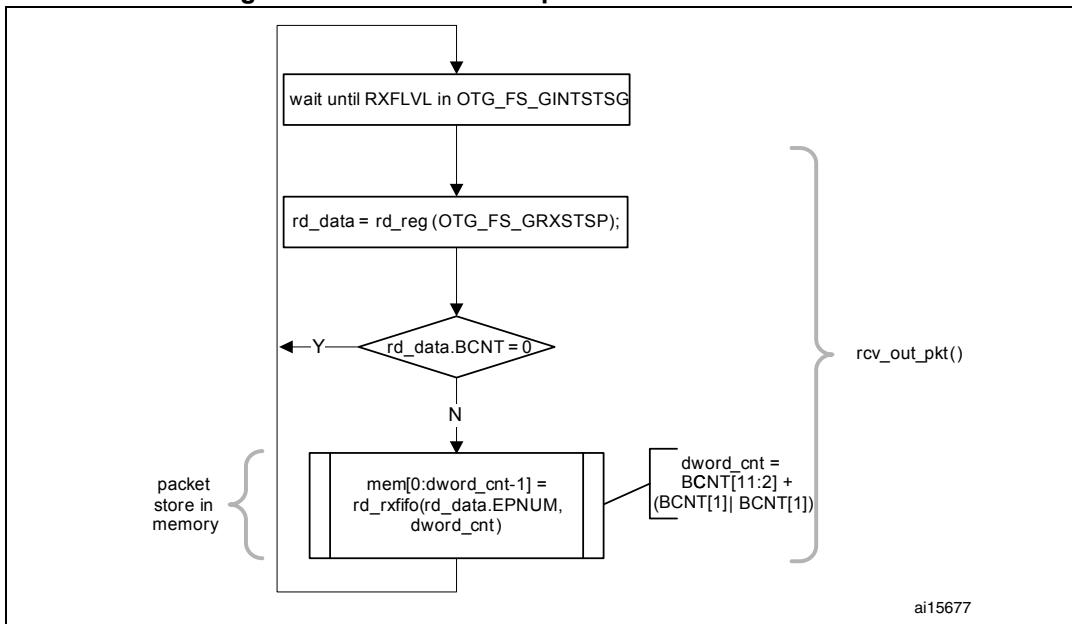 wait until RXFLVL in OTG_FS_GINTSTSG
rd_data = rd_reg (OTG_FS_GRXSTSP);
rd_data.BCNT = 0
Y
rcv_out_pkt()
N
packet
store in
memory
mem[0:dword_cnt-1] =
rd_rxfifo(rd_data.EPNUM,
dword_cnt)
dword_cnt =
BCNT[11:2] +
(BCNT[1]| BCNT[1])
ai15677